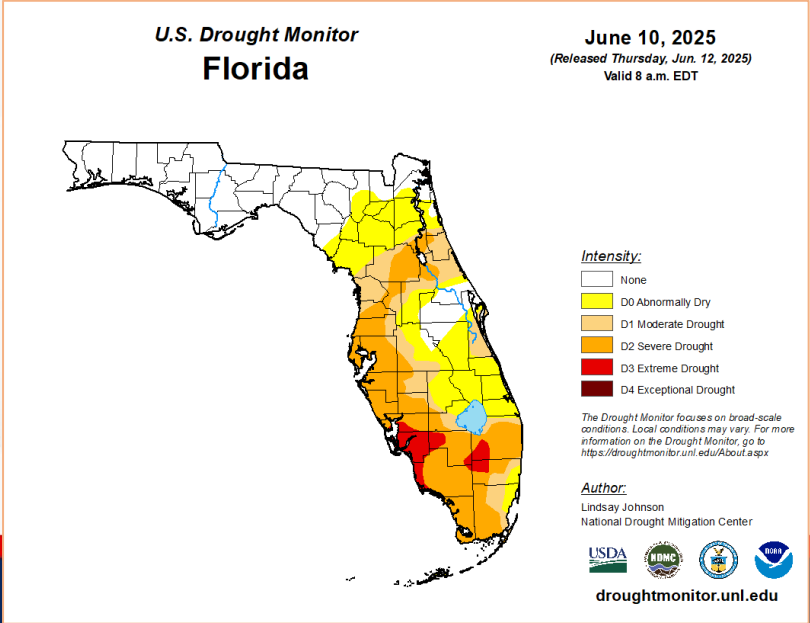 U.S. Drought Monitor
Florida
June 10, 2025
(Released Thursday, Jun. 12, 2025)
Valid 8 a.m. EDT
Intensity:
None
D0 Abnormally Dry
D1 Moderate Drought
D2 Severe Drought
D3 Extreme Drought
D4 Exceptional Drought
The Drought Monitor focuses on broad-scale
conditions. Local conditions may vary. For more
information on the Drought Monitor, go to
https://droughtmonitor.unl.edu/About.aspx
Author:
Lindsay Johnson
National Drought Mitigation Center
USDA
NDMC
NOAA
droughtmonitor.unl.edu